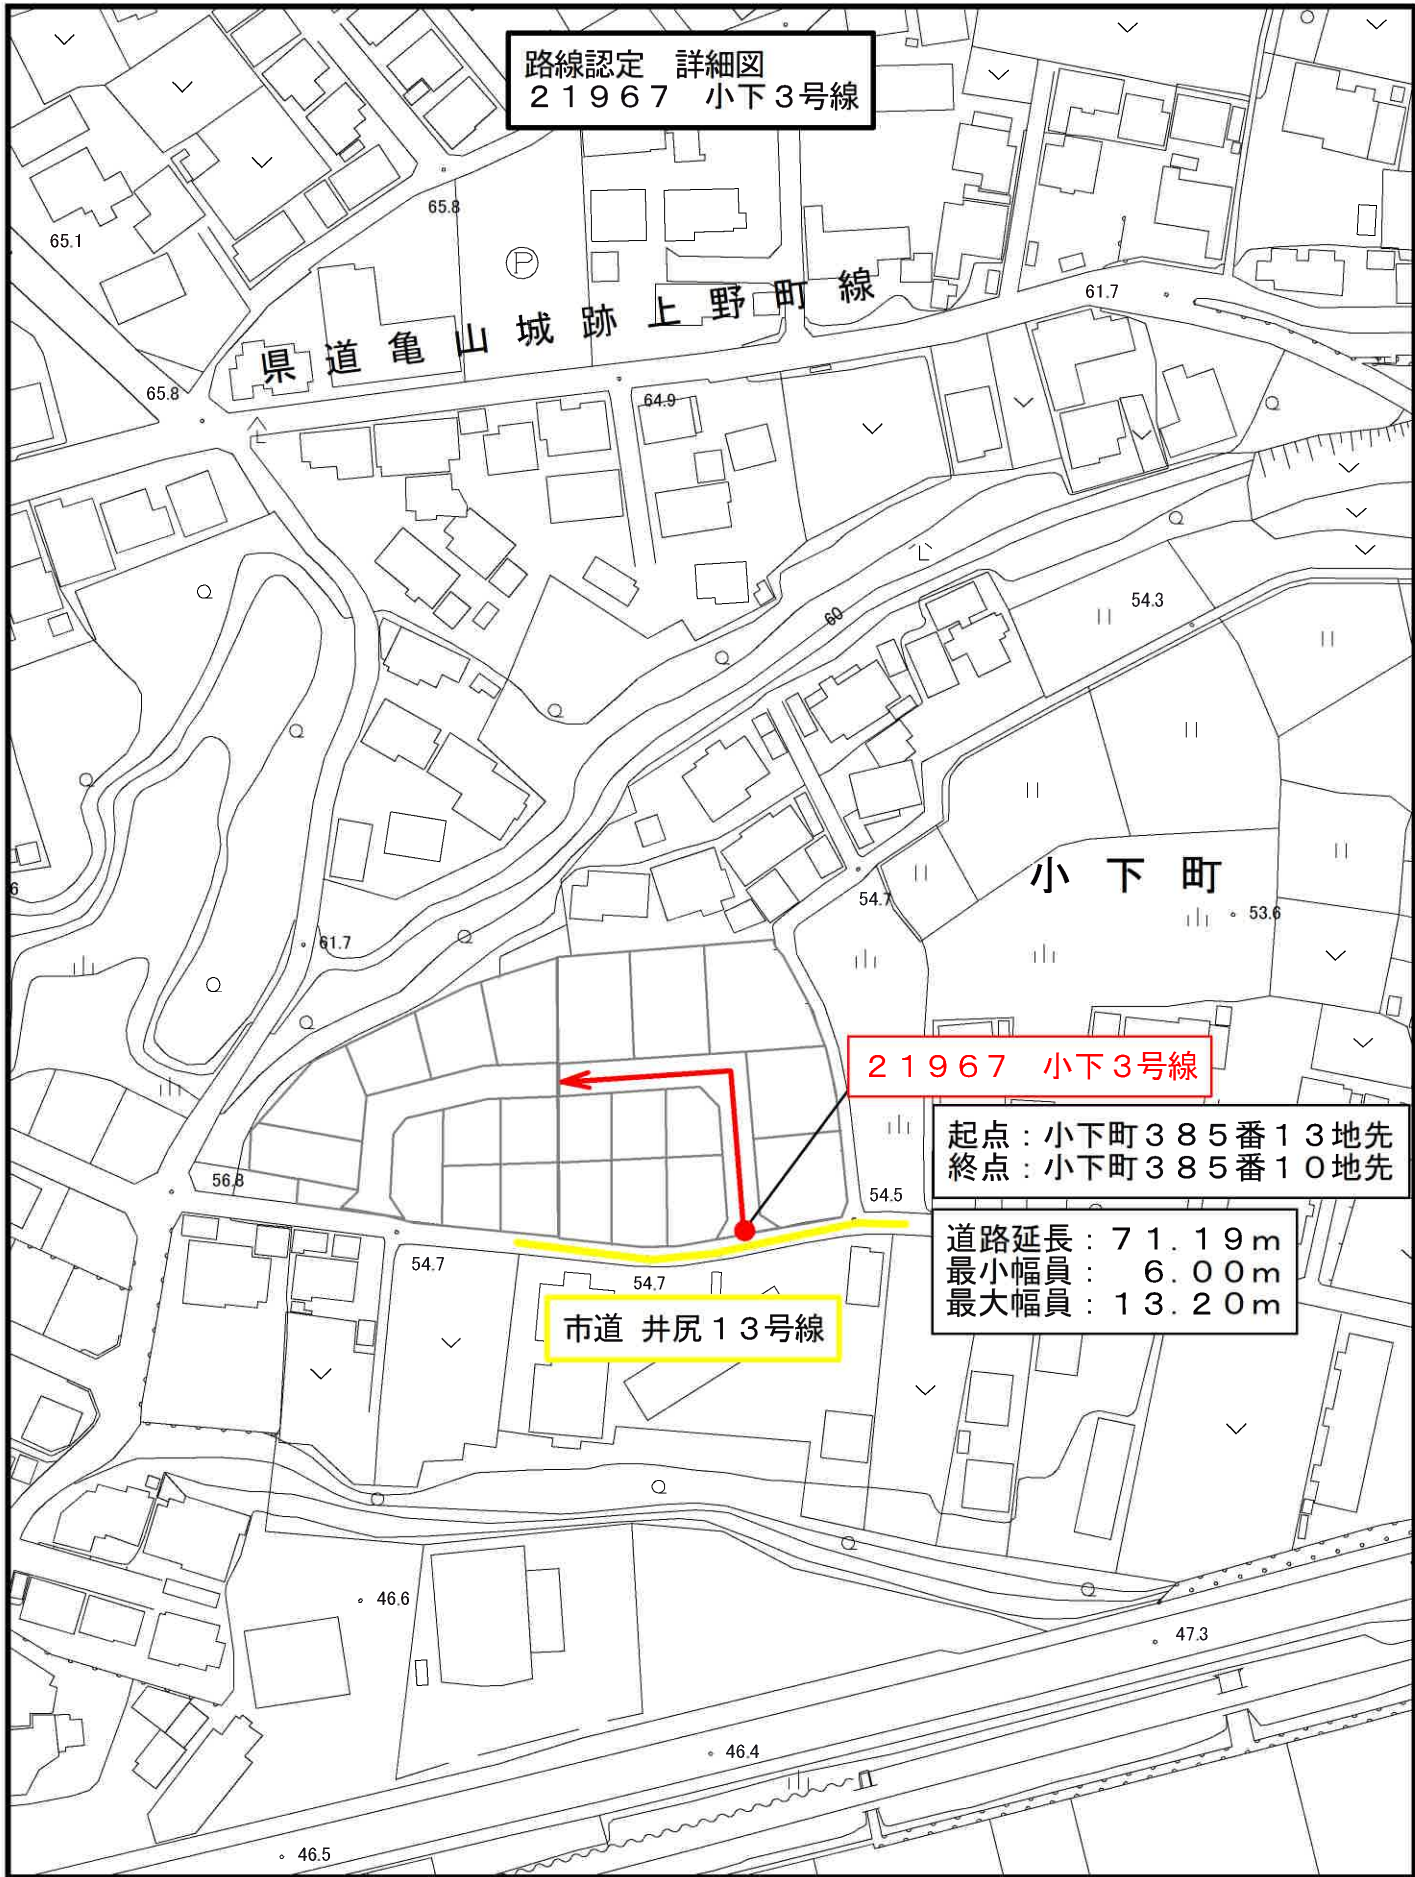 路線認定　詳細図
２１９６７　小下３号線
65.8
65.1
Ⓟ
県道亀山城跡上野町線
61.7
65.8
64.9
60
54.3
小下町
6
54.7
53.6
61.7
２１９６７　小下３号線
起点：小下町３８５番１３地先
終点：小下町３８５番１０地先
56.8
54.5
道路延長：７１．１９ｍ
最小幅員：　６．００ｍ
最大幅員：１３．２０ｍ
54.7
54.7
市道 井尻１３号線
46.6
47.3
46.4
46.5